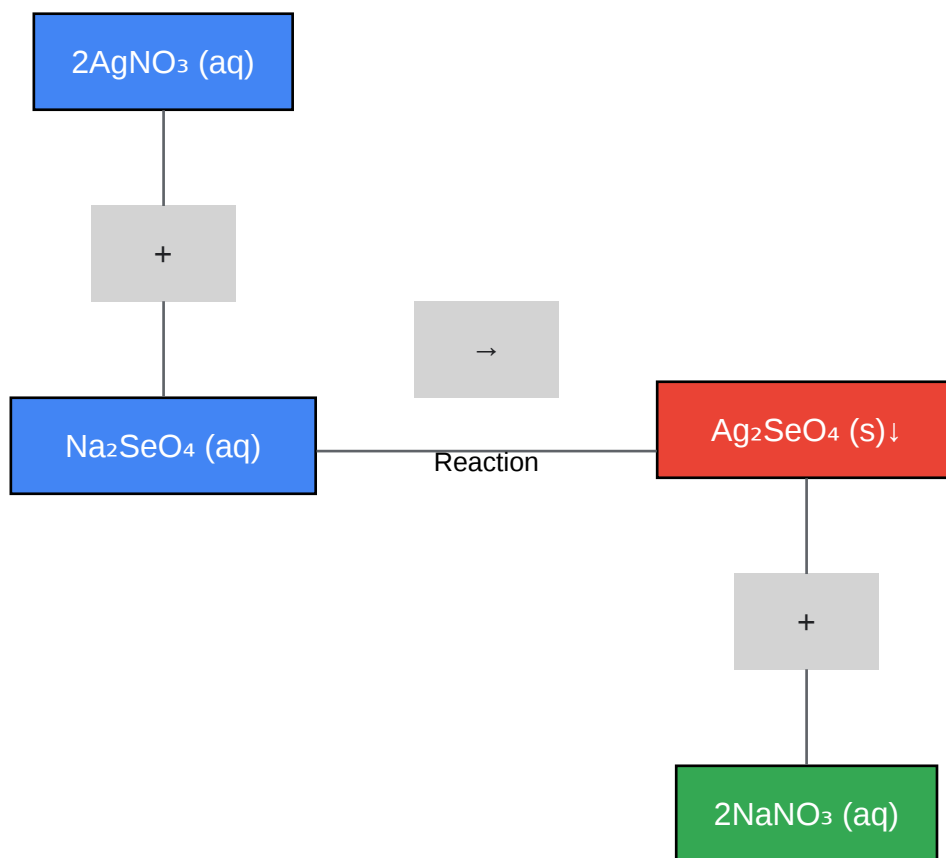 2AgNO₃ (aq)
+
Na₂SeO₄ (aq)
→
Reaction
Ag₂SeO₄ (s)↓
+
2NaNO₃ (aq)